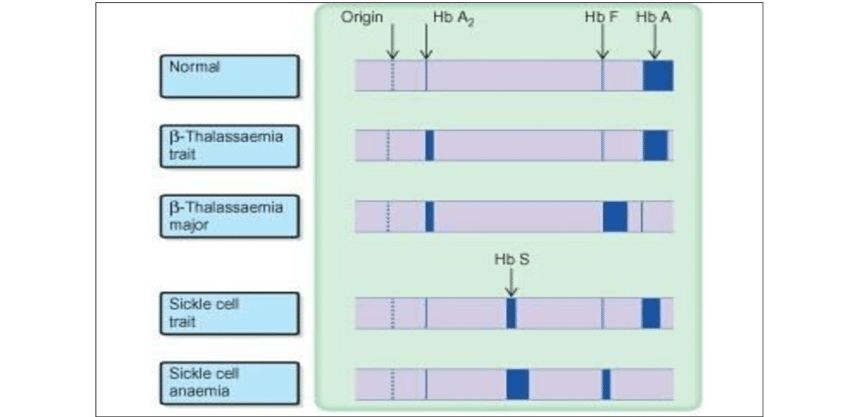 Origin Hb A₂ Hb F Hb A
Normal
β-Thalassaemia
trait
β-Thalassaemia
major
Hb S
Sickle cell
trait
Sickle cell
anaemia